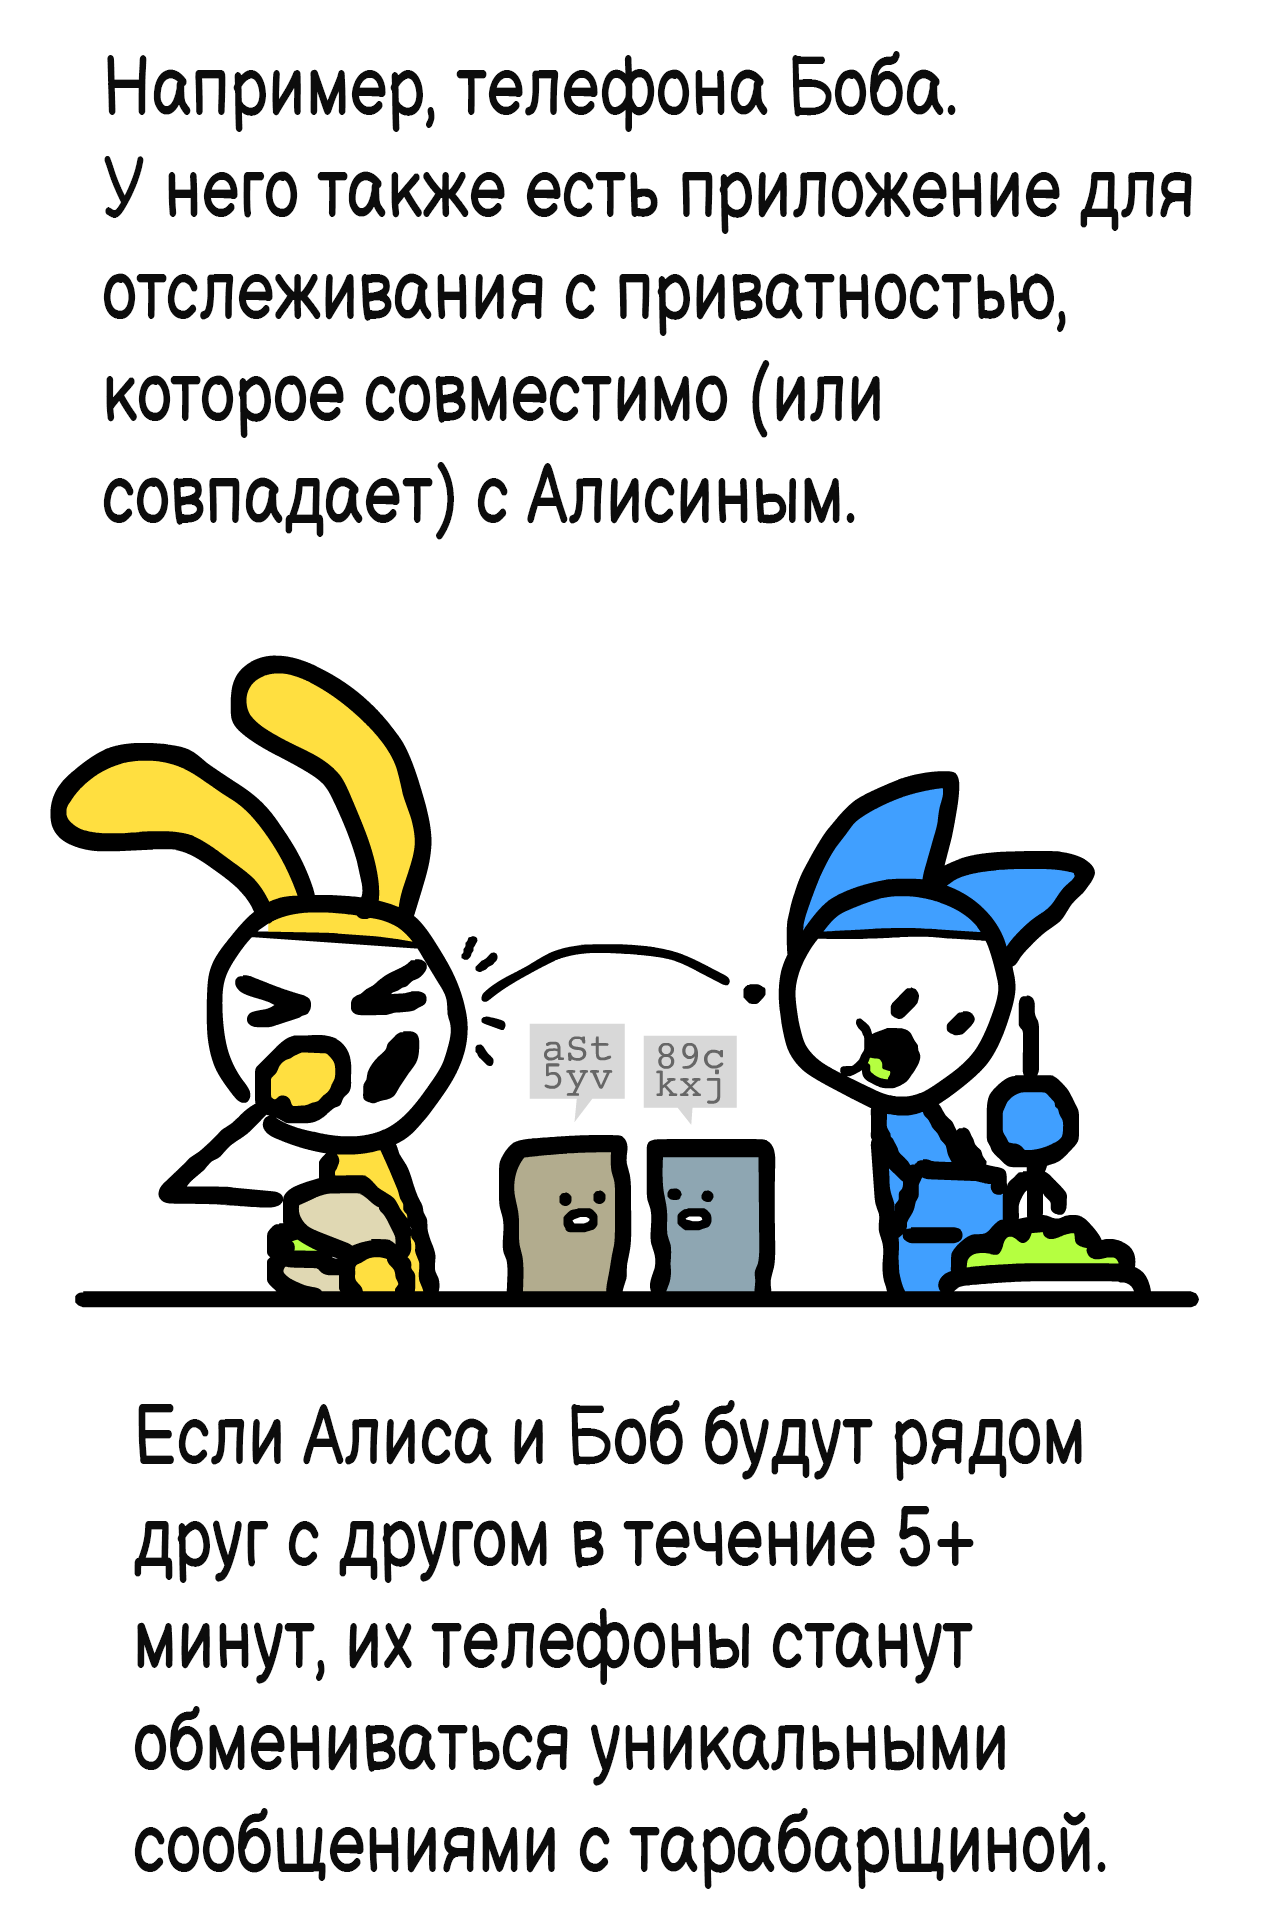 Например, телефона Боба.
У него также есть приложение для
отслеживания с приватностью,
которое совместимо (или
совпадает) с Алисиным.
aSt
5yv
89c
kxj
Если Алиса и Боб будут рядом
друг с другом в течение 5+
минут, их телефоны станут
обмениваться уникальными
сообщениями с тарабарщиной.